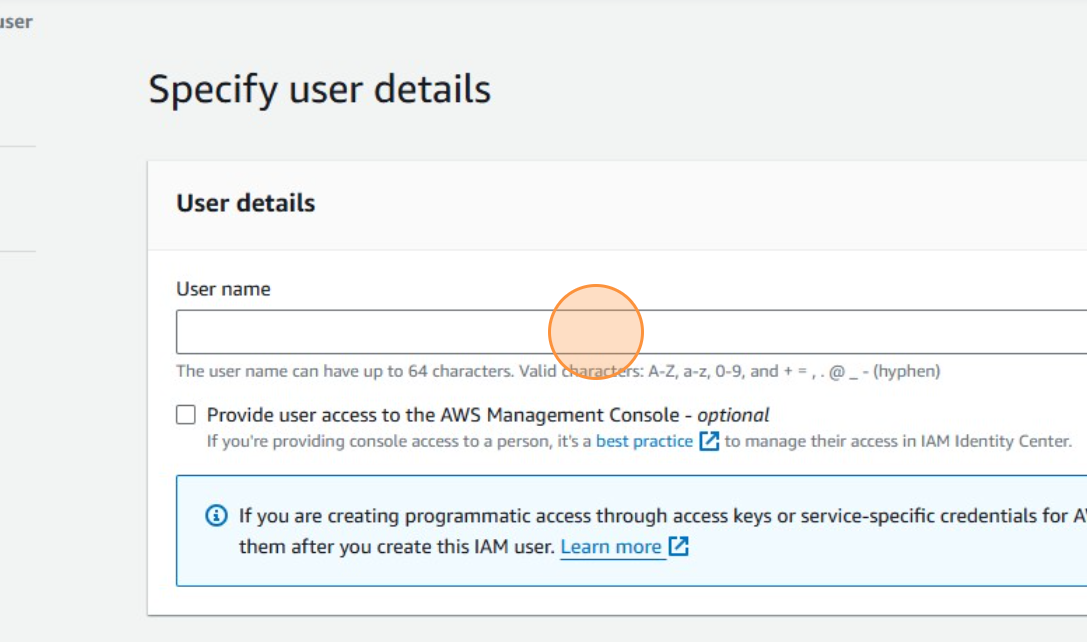 user
Specify user details
User details
User name
The user name can have up to 64 characters. Valid characters: A-Z, a-z, 0-9, and + = , . @ _ - (hyphen)
Provide user access to the AWS Management Console - optional
If you're providing console access to a person, it's a best practice to manage their access in IAM Identity Center.
If you are creating programmatic access through access keys or service-specific credentials for
them after you create this IAM user. Learn more